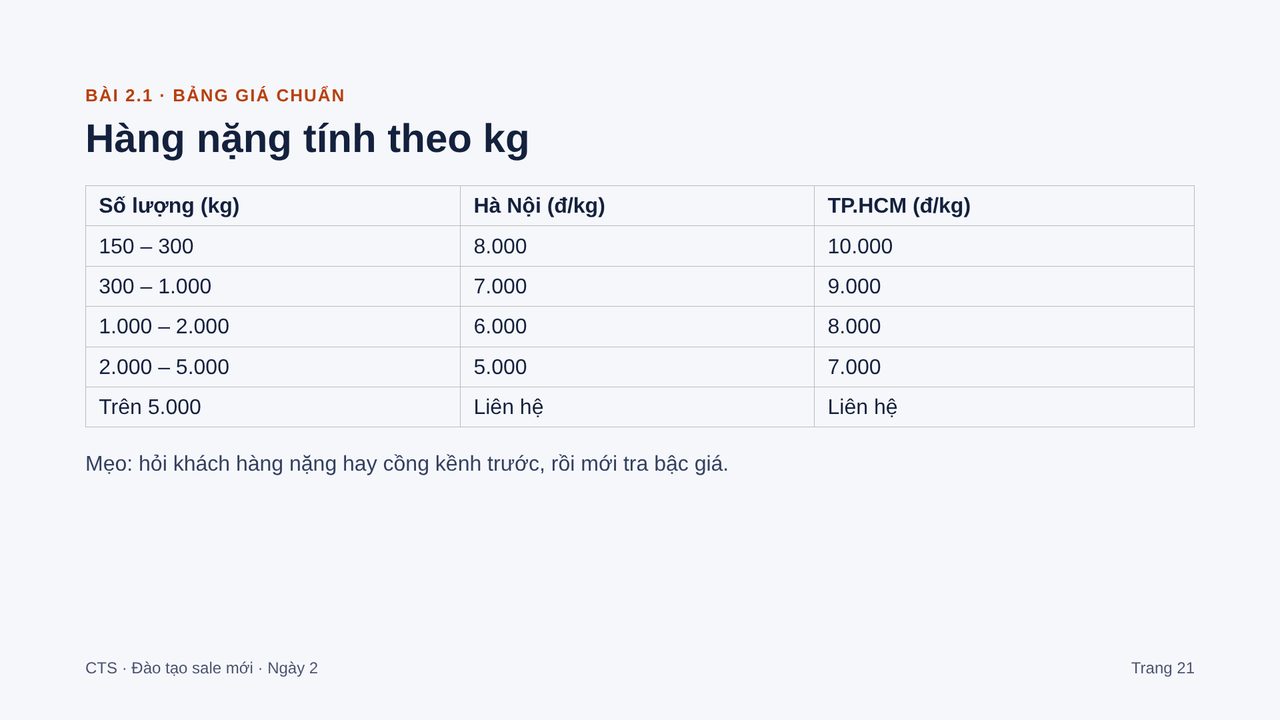 BÀI 2.1 · BẢNG GIÁ CHUẨN
Hàng nặng tính theo kg
Số lượng (kg) Hà Nội (đ/kg) TP.HCM (đ/kg)
150 – 300 8.000 10.000
300 – 1.000 7.000 9.000
1.000 – 2.000 6.000 8.000
2.000 – 5.000 5.000 7.000
Trên 5.000 Liên hệ Liên hệ
Mẹo: hỏi khách hàng nặng hay cồng kềnh trước, rồi mới tra bậc giá.
CTS · Đào tạo sale mới · Ngày 2 Trang 21